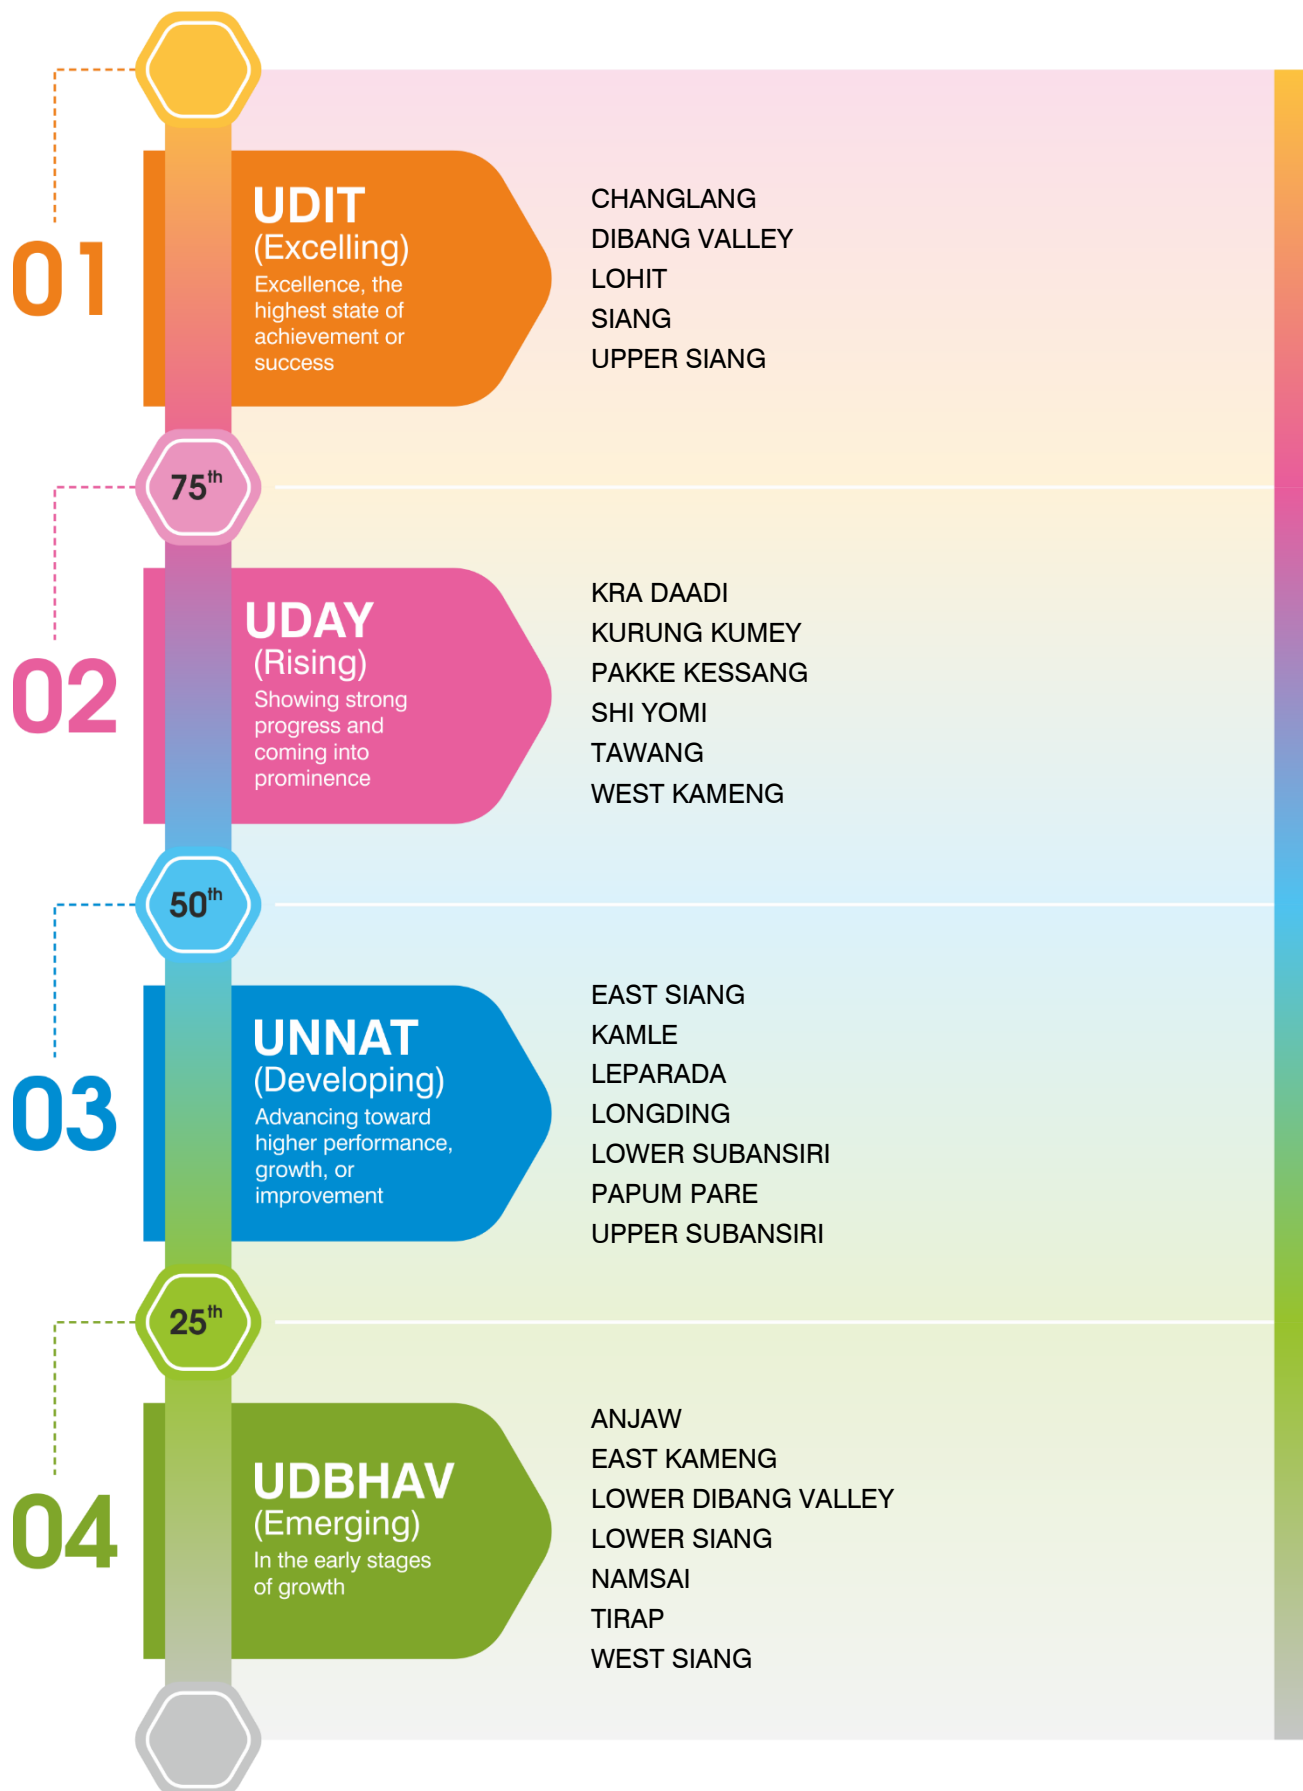 01
UDIT
(Excelling)
Excellence, the
highest state of
achievement or
success
CHANGLANG
DIBANG VALLEY
LOHIT
SIANG
UPPER SIANG
75th
02
UDAY
(Rising)
Showing strong
progress and
coming into
prominence
KRA DAADI
KURUNG KUMEY
PAKKE KESSANG
SHI YOMI
TAWANG
WEST KAMENG
50th
03
UNNAT
(Developing)
Advancing toward
higher performance,
growth, or
improvement
EAST SIANG
KAMLE
LEPARADA
LONGDING
LOWER SUBANSIRI
PAPUM PARE
UPPER SUBANSIRI
25th
04
UDBHAV
(Emerging)
In the early stages
of growth
ANJAW
EAST KAMENG
LOWER DIBANG VALLEY
LOWER SIANG
NAMSAI
TIRAP
WEST SIANG